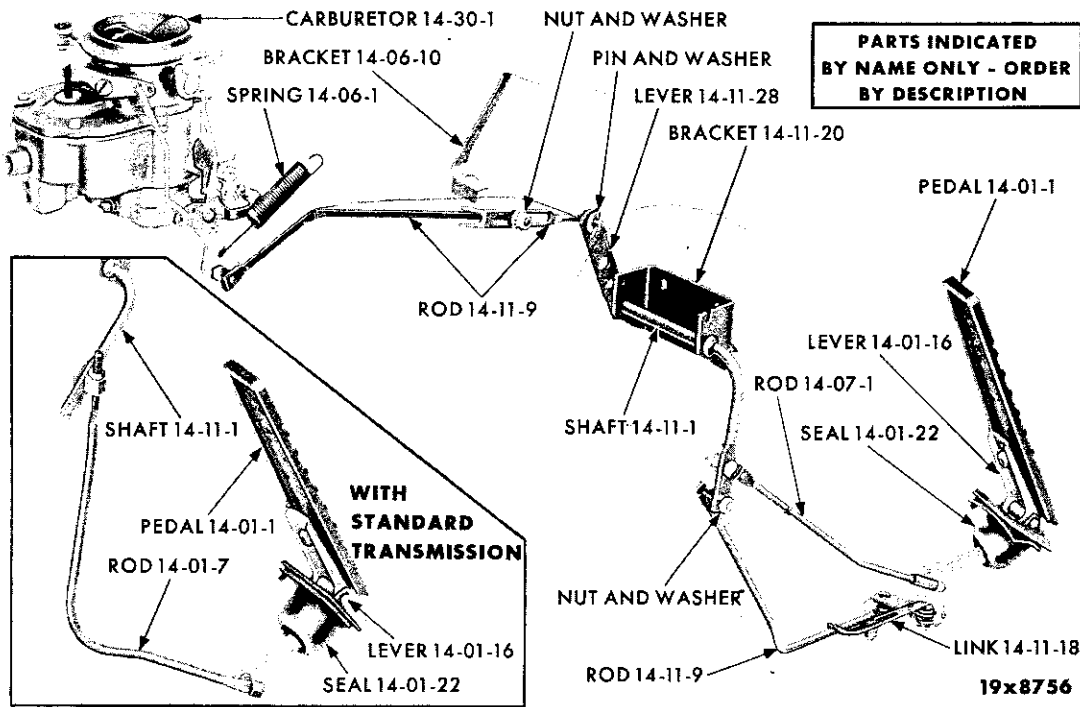 CARBURETOR 14-30-1
NUT AND WASHER
BRACKET 14-06-10
PIN AND WASHER
SPRING 14-06-1
LEVER 14-11-28
BRACKET 14-11-20
PARTS INDICATED
BY NAME ONLY - ORDER
BY DESCRIPTION
PEDAL 14-01-1
ROD 14-11-9
LEVER 14-01-16
ROD 14-07-1
SHAFT 14-11-1
SEAL 14-01-22
SHAFT 14-11-1
WITH
STANDARD
TRANSMISSION
PEDAL 14-01-1
ROD 14-01-7
LEVER 14-01-16
SEAL 14-01-22
NUT AND WASHER
ROD 14-11-9
LINK 14-11-18
19x8756